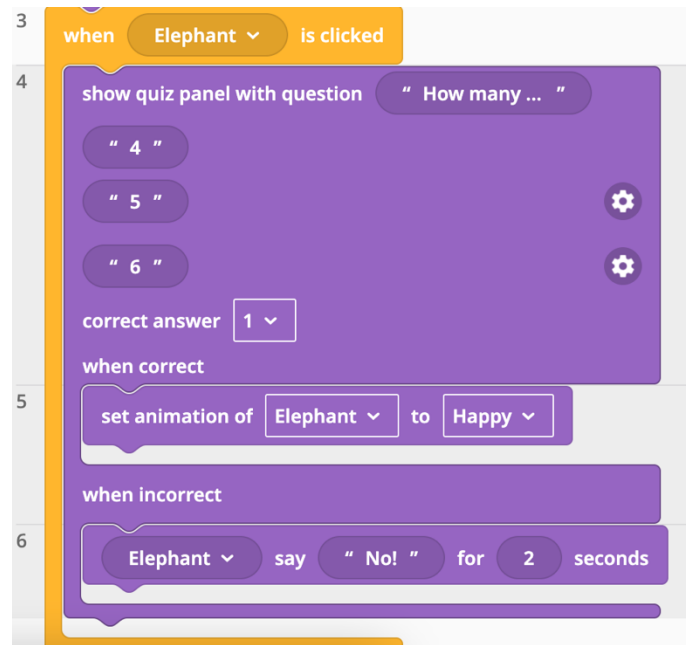 3 when Elephant is clicked
4 show quiz panel with question “ How many ... ”
“ 4 ”
“ 5 ”
“ 6 ”
correct answer 1
when correct
5 set animation of Elephant to Happy
when incorrect
6 Elephant say “ No! ” for 2 seconds